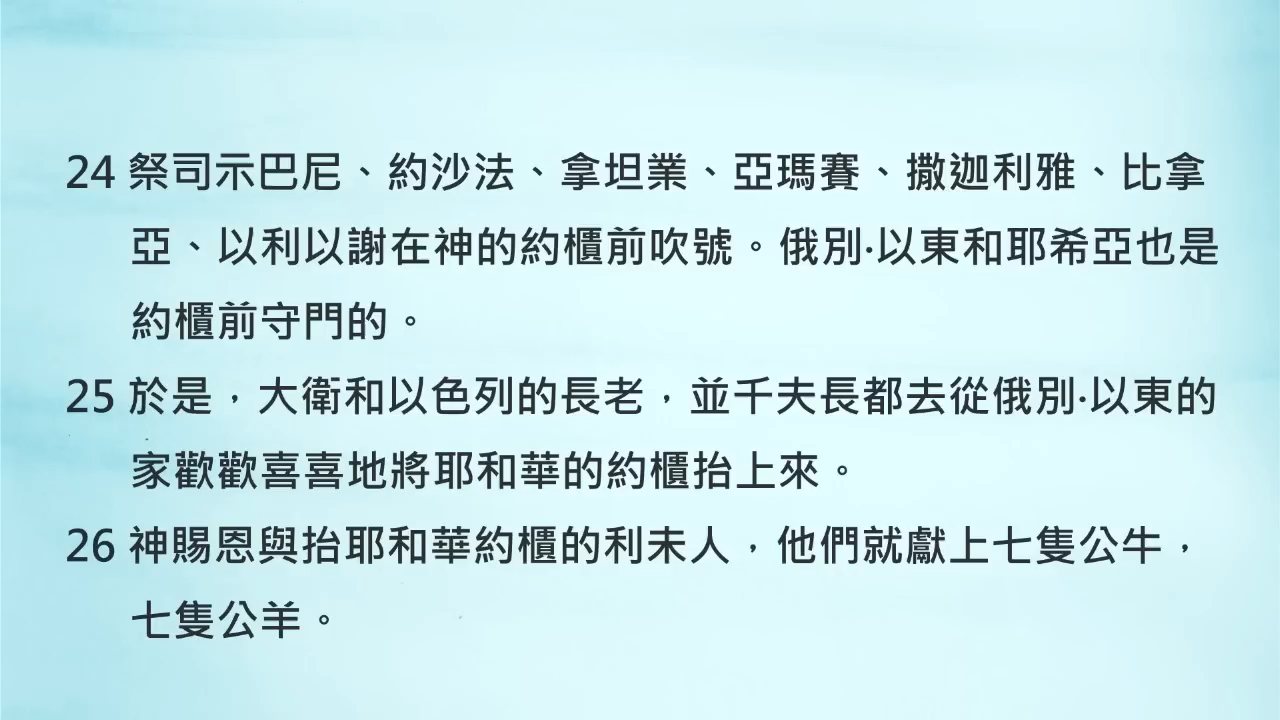 24 祭司示巴尼、約沙法、拿坦業、亞瑪賽、撒迦利雅、比拿
亞、以利以謝在神的約櫃前吹號。俄別·以東和耶希亞也是
約櫃前守門的。
25 於是，大衛和以色列的長老，並千夫長都去從俄別·以東的
家歡歡喜喜地將耶和華的約櫃抬上來。
26 神賜恩與抬耶和華約櫃的利未人，他們就獻上七隻公牛，
七隻公羊。